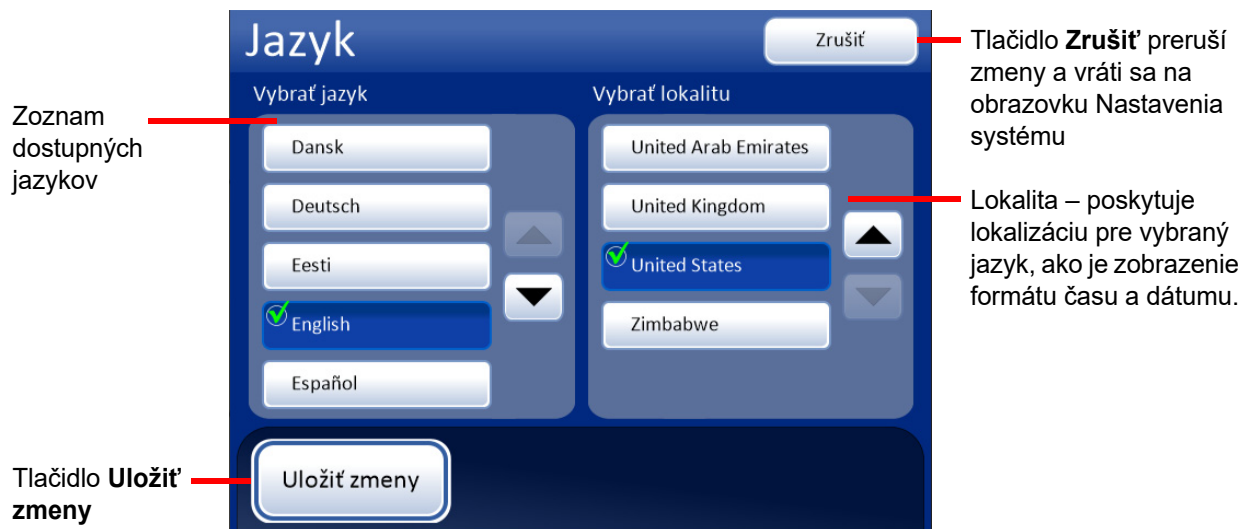 Jazyk
Zrušiť
Vybrať jazyk
Vybrať lokalitu
Dansk
Deutsch
Eesti
English
Español
United Arab Emirates
United Kingdom
United States
Zimbabwe
Uložiť zmeny
Zoznam
dostupných
jazykov
Tlačidlo Uložiť
zmeny
Tlačidlo Zrušiť preruší
zmeny a vráti sa na
obrazovku Nastavenia
systému
Lokalita – poskytuje
lokalizáciu pre vybraný
jazyk, ako je zobrazenie
formátu času a dátumu.